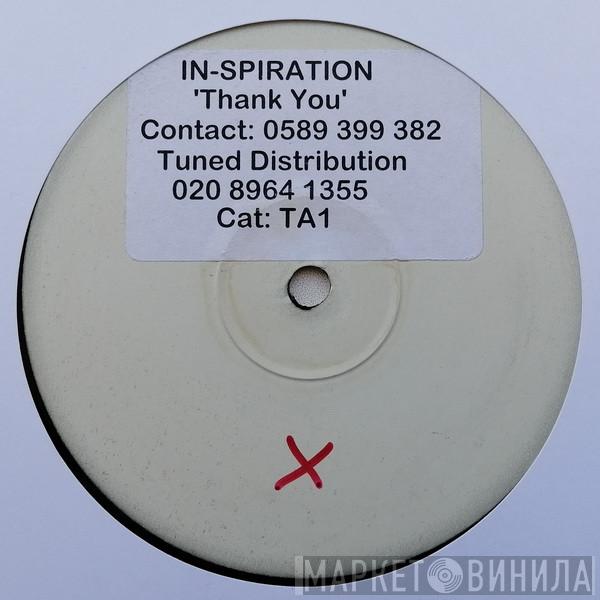 IN-SPIRATION
'Thank You'
Contact: 0589 399 382
Tuned Distribution
020 8964 1355
Cat: TA1
X
МАРКЕТ ВИНИЛА